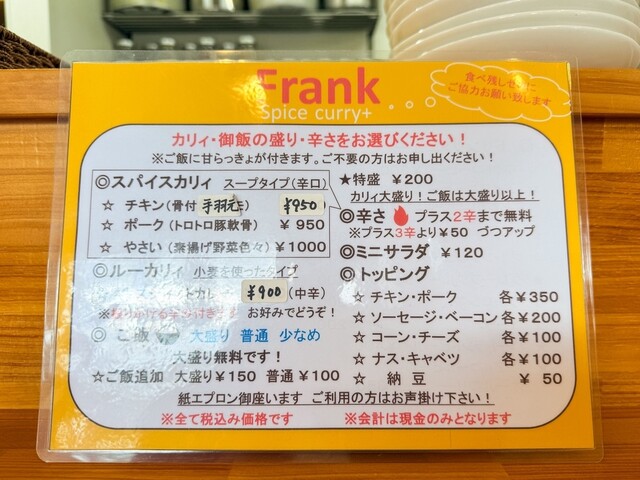 Frank
Spice curry+
食べ残しゼロに
ご協力お願い致します
カリィ・御飯の盛り・辛さをお選びください！
※ご飯に甘らっきょが付きます。ご不要の方はお申し出ください！
◎スパイスカリィ スープタイプ(辛口)
☆ チキン(骨付 手羽元) ¥950
☆ ポーク(トロトロ豚軟骨) ¥950
☆ やさい(素揚げ野菜色々) ¥1000
◎ルーカリィ 小麦を使ったタイプ
¥900 (中辛)
お好みでどうぞ！
◎ご飯 大盛り 普通 少なめ
大盛り無料です！
☆ご飯追加 大盛り¥150 普通¥100
★特盛 ¥200
カリィ大盛り！ご飯は大盛り以上！
◎辛さ プラス2辛まで無料
※プラス3辛より¥50 づつアップ
◎ミニサラダ ¥120
◎トッピング
☆ チキン・ポーク 各¥350
☆ ソーセージ・ベーコン 各¥200
☆ コーン・チーズ 各¥100
☆ ナス・キャベツ 各¥100
☆ 納豆 ¥ 50
紙エプロン御座います ご利用の方はお声掛け下さい！
※全て税込み価格です ※会計は現金のみとなります